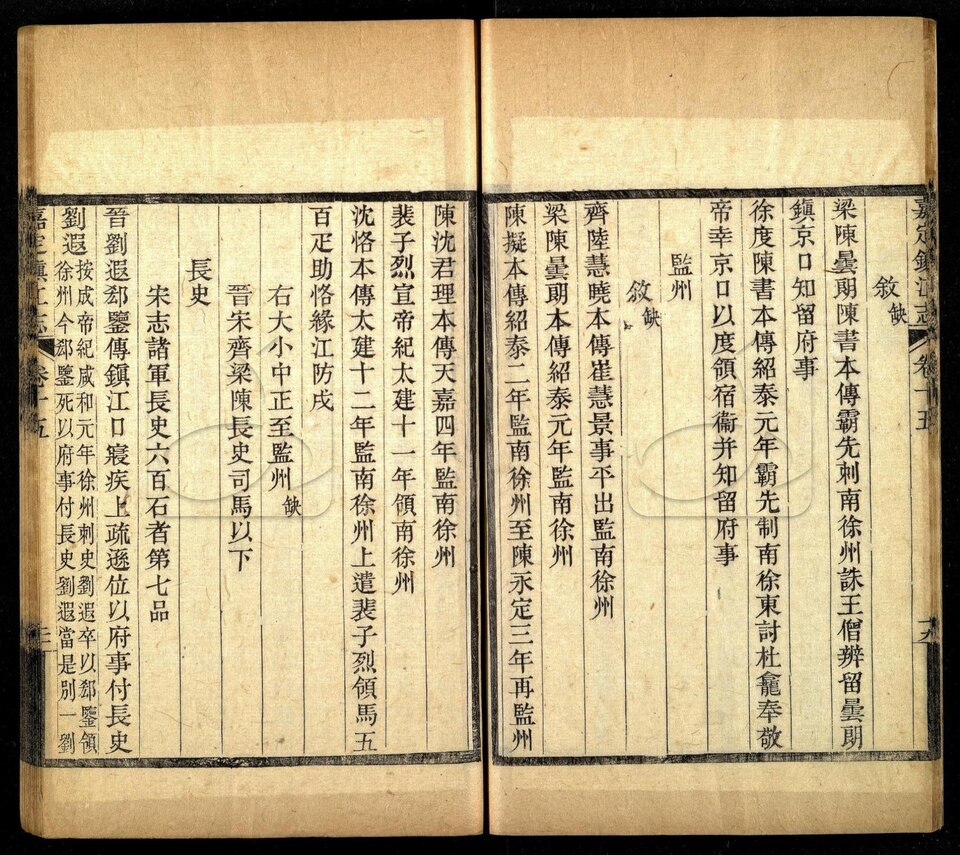 嘉定鎮江志 卷十五
敘 缺
梁陳曇朗陳書本傳霸先刺南徐州誅王僧辨留曇朗
鎮京口知留府事
徐度陳書本傳紹泰元年霸先制南徐東討杜龕奉敬
帝幸京口以度領宿衞并知留府事
監州
敘 缺
齊陸慧曉本傳崔慧景事平出監南徐州
梁陳曇朗本傳紹泰元年監南徐州
陳擬本傳紹泰二年監南徐州至陳永定三年再監州
陳沈君理本傳天嘉四年監南徐州
裴子烈宣帝紀太建十一年領南徐州
沈恪本傳太建十二年監南徐州上遣裴子烈領馬五
百疋助恪緣江防戍
右大小中正至監州 缺
晉宋齊梁陳長史司馬以下
長史
宋志諸軍長史六百石者第七品
晉劉遐郄鑒傳鎮江口寢疾上疏遜位以府事付長史
劉遐按成帝紀咸和元年徐州刺史劉遐卒以郄鑒領
徐州今郄鑒死以府事付長史劉遐當是別一劉
嘉定鎮江志 卷十五